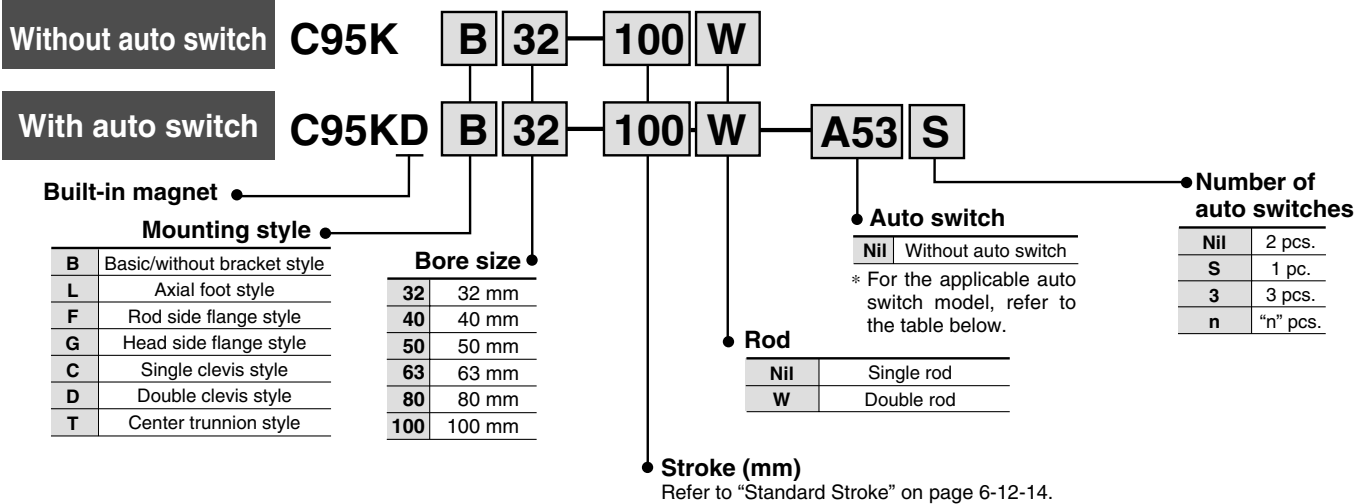 Without auto switch C95K B 32 — 100 W
With auto switch C95KD B 32 — 100 - W — A53 S
Built-in magnet
Mounting style
B Basic/without bracket style
L Axial foot style
F Rod side flange style
G Head side flange style
C Single clevis style
D Double clevis style
T Center trunnion style
Bore size
32 32 mm
40 40 mm
50 50 mm
63 63 mm
80 80 mm
100 100 mm
Stroke (mm)
Refer to “Standard Stroke” on page 6-12-14.
Rod
Nil Single rod
W Double rod
Auto switch
Nil Without auto switch
* For the applicable auto
switch model, refer to
the table below.
Number of
auto switches
Nil 2 pcs.
S 1 pc.
3 3 pcs.
n “n” pcs.